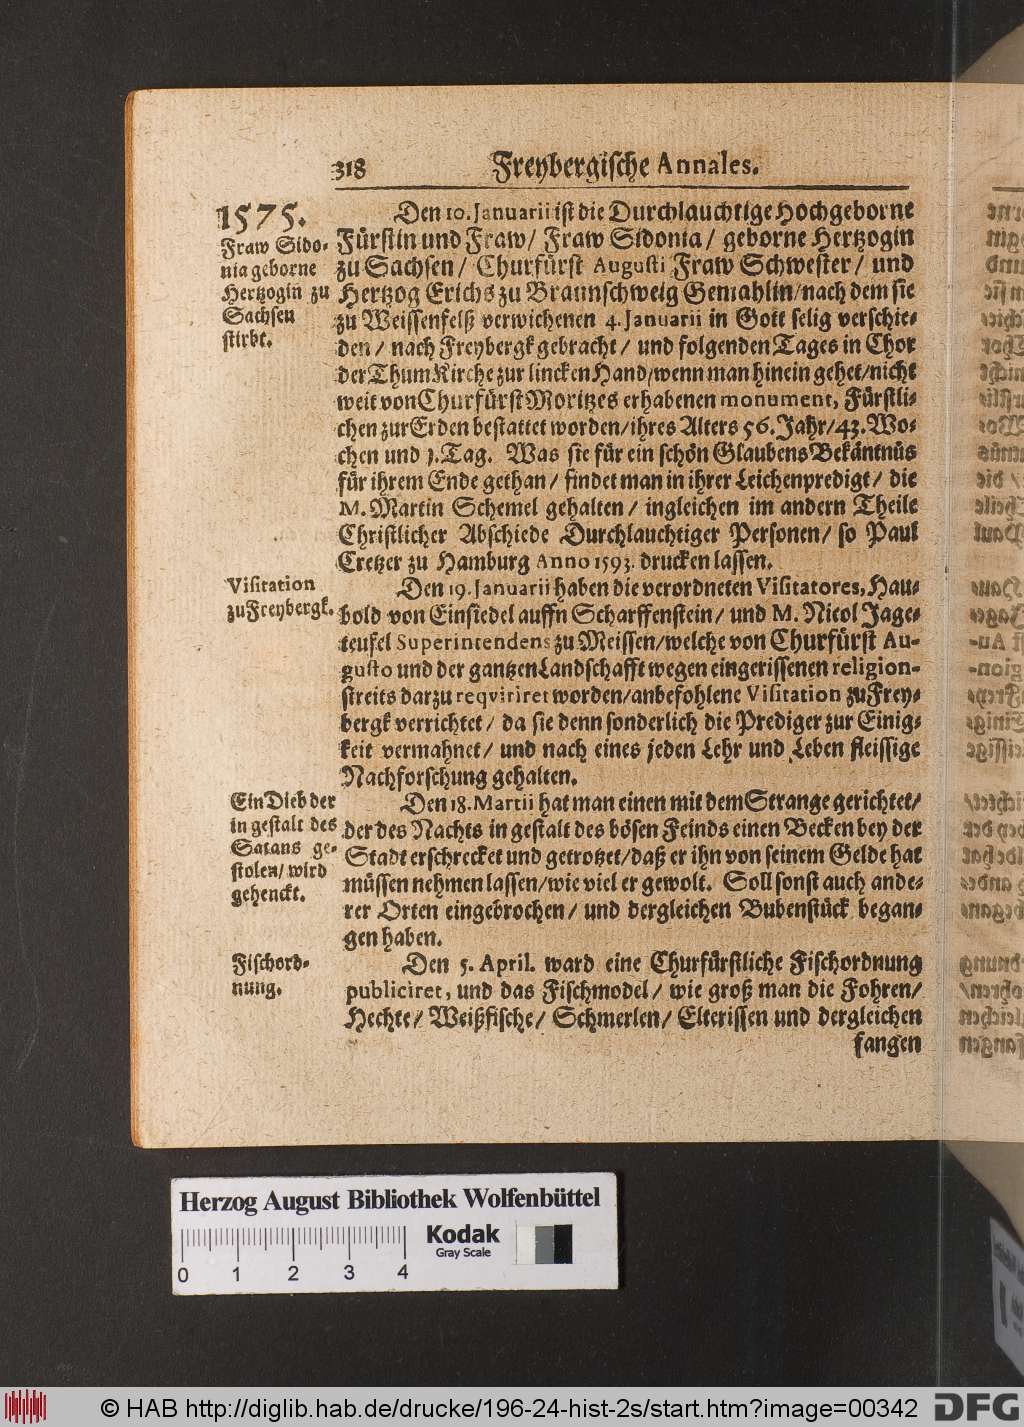 318 Freybergische Annales.
1575.
Fraw Sido-
nia geborne
Hertzogin zu
Sachsen
stirbt.
Den 10. Januarii ist die Durchlauchtige Hochgeborne
Fürstin und Fraw/ Fraw Sidonia/ geborne Hertzogin
zu Sachsen/ Churfürst Augusti Fraw Schwester/ und
Hertzog Erichs zu Braunschweig Gemahlin/ nach dem sie
zu Weissenfelß verwichenen 4. Januarii in Gott selig verschie-
den/ nach Freybergk gebracht/ und folgenden Tages in Chor
der ThumKirche zur lincken Hand/ wenn man hinein gehet/ nicht
weit von Churfürst Moritzes erhabenen monument, Fürstli-
chen zur Erden bestattet worden/ ihres Alters 56. Jahr/ 43. Wo-
chen und 1. Tag. Was sie für ein schön Glaubens Bekäntnüs
für ihrem Ende gethan/ findet man in ihrer Leichenpredigt/ die
M. Martin Schemel gehalten/ ingleichen im andern Theile
Christlicher Abschiede Durchlauchtiger Personen/ so Paul
Cretzer zu Hamburg Anno 1593. drucken lassen.
Visitation
zu Freybergk.
Den 19. Januarii haben die verordneten Visitatores, Hau-
bold von Einsiedel auffn Scharffenstein/ und M. Nicol Jage-
teufel Superintendens zu Meissen/ welche von Churfürst Au-
gusto und der gantzen Landschafft wegen eingerissenen religion-
streits darzu reqviriret worden/ anbefohlene Visitation zu Frey-
bergk verrichtet/ da sie denn sonderlich die Prediger zur Einig-
keit vermahnet/ und nach eines jeden Lehr und Leben fleissige
Nachforschung gehalten.
Ein Dieb der
in gestalt des
Satans ge-
stolen/ wird
gehenckt.
Den 18. Martii hat man einen mit dem Strange gerichtet/
der des Nachts in gestalt des bösen Feinds einen Becken bey der
Stadt erschrecket und getrotzet/ daß er ihn von seinem Gelde hat
müssen nehmen lassen/ wie viel er gewolt. Soll sonst auch ande-
rer Orten eingebrochen/ und dergleichen Bubenstück began-
gen haben.
Fischord-
nung.
Den 5. April. ward eine Churfürstliche Fischordnung
publiciret, und das Fischmodel/ wie groß man die Fohren/
Hechte/ Weißfische/ Schmerlen/ Elterissen und dergleichen
fangen
Herzog August Bibliothek Wolfenbüttel
Kodak
Gray Scale
0 1 2 3 4
© HAB http://diglib.hab.de/drucke/196-24-hist-2s/start.htm?image=00342
DFG